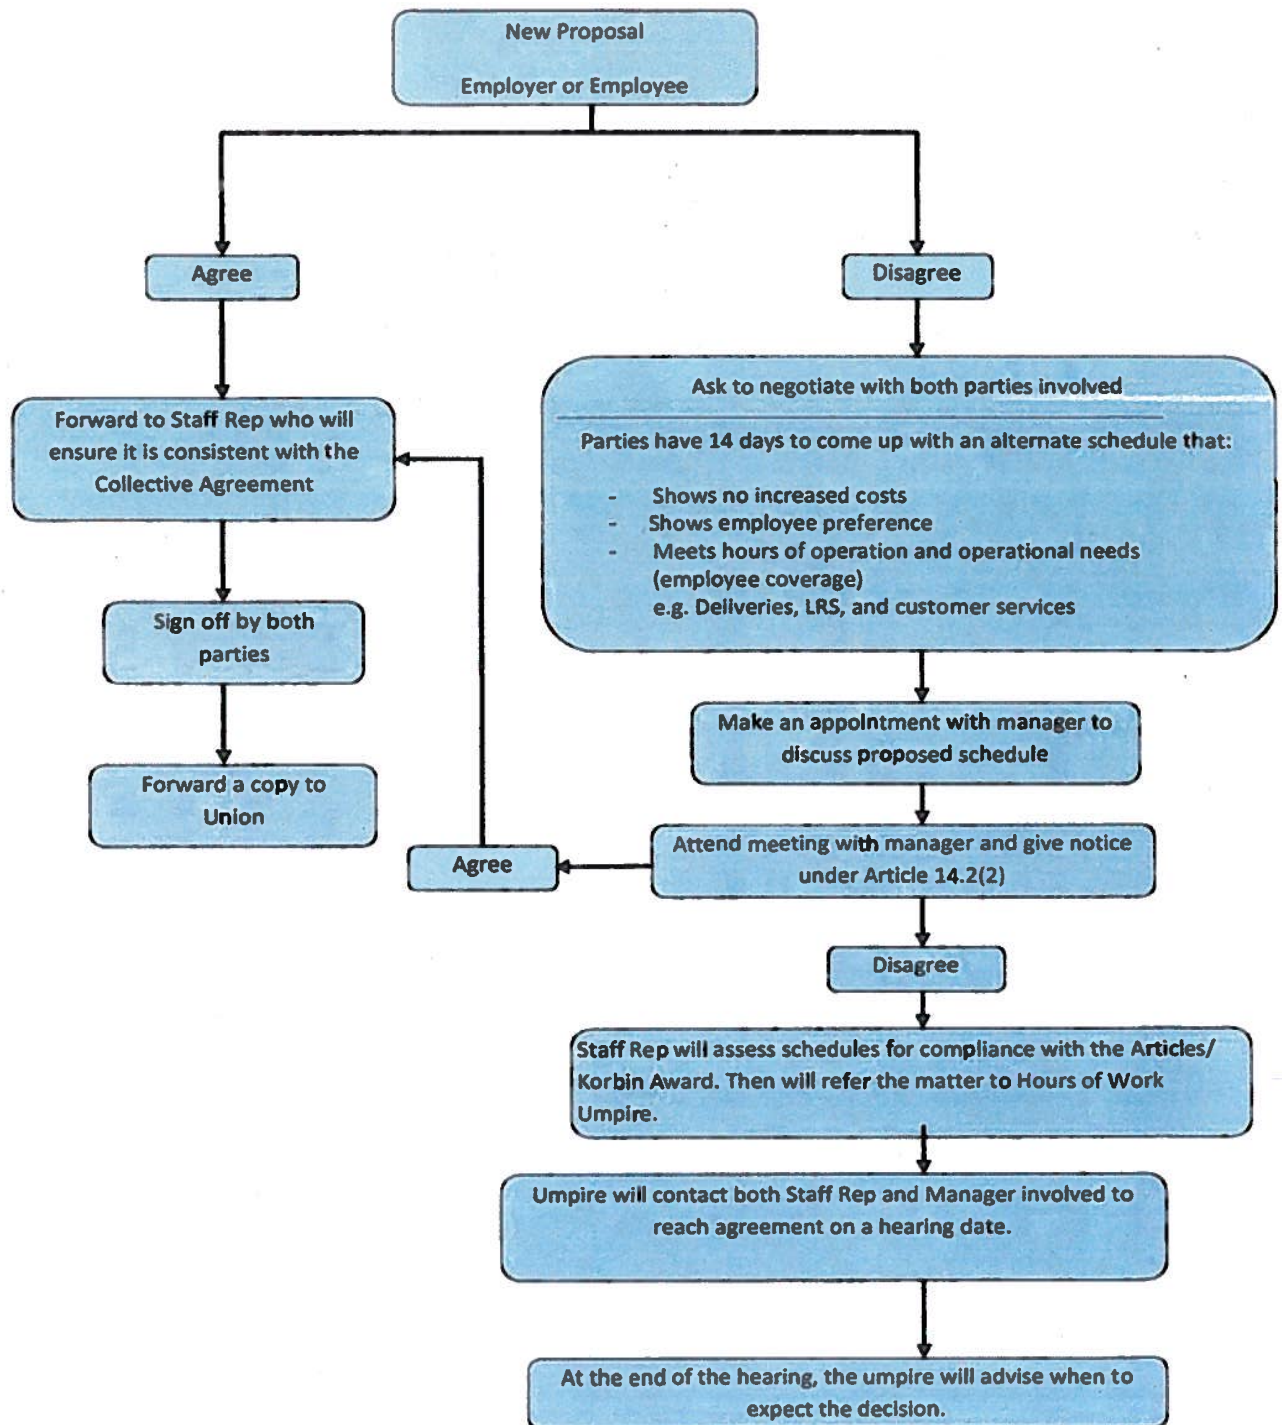 New Proposal
Employer or Employee
Agree
Disagree
Forward to Staff Rep who will
ensure it is consistent with the
Collective Agreement
Sign off by both
parties
Forward a copy to
Union
Ask to negotiate with both parties involved
Parties have 14 days to come up with an alternate schedule that:
- Shows no increased costs
- Shows employee preference
- Meets hours of operation and operational needs
(employee coverage)
e.g. Deliveries, LRS, and customer services
Make an appointment with manager to
discuss proposed schedule
Attend meeting with manager and give notice
under Article 14.2(2)
Agree
Disagree
Staff Rep will assess schedules for compliance with the Articles/
Korbin Award. Then will refer the matter to Hours of Work
Umpire.
Umpire will contact both Staff Rep and Manager involved to
reach agreement on a hearing date.
At the end of the hearing, the umpire will advise when to
expect the decision.